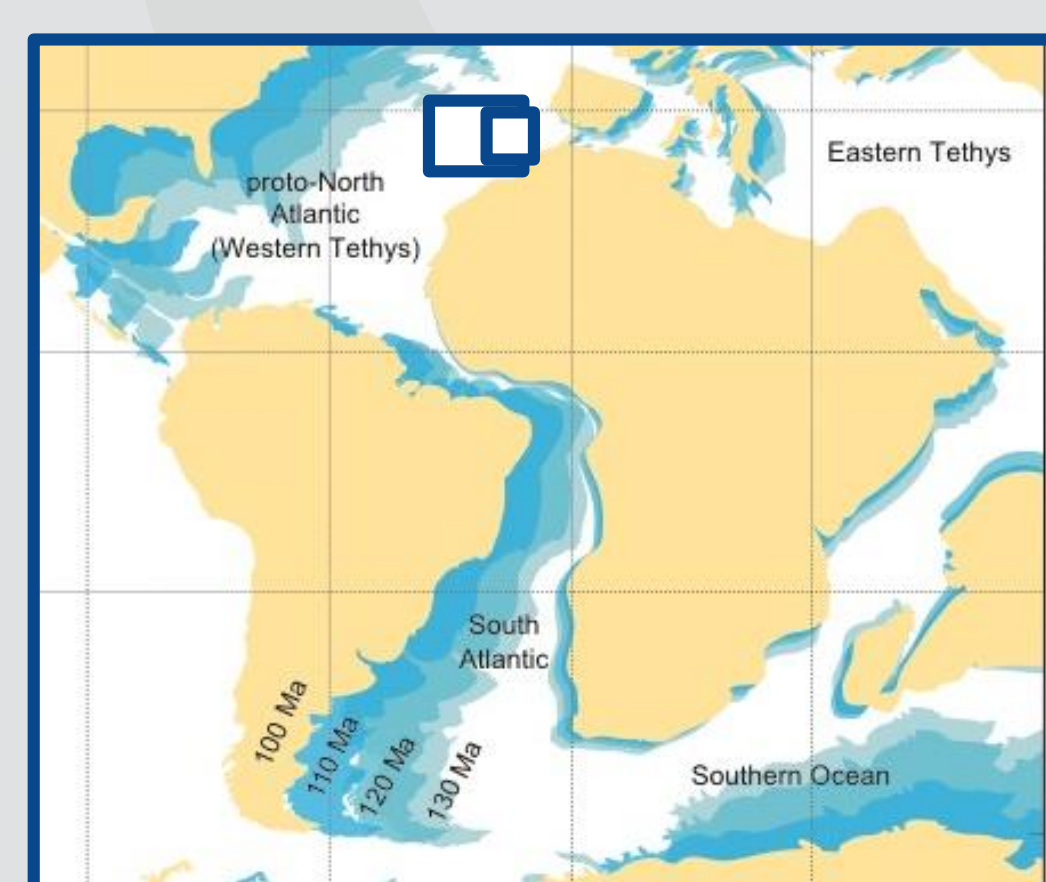 Eastern Tethys
proto-North
Atlantic
(Western Tethys)
South
Atlantic
100 Ma
110 Ma
120 Ma
130 Ma
Southern Ocean